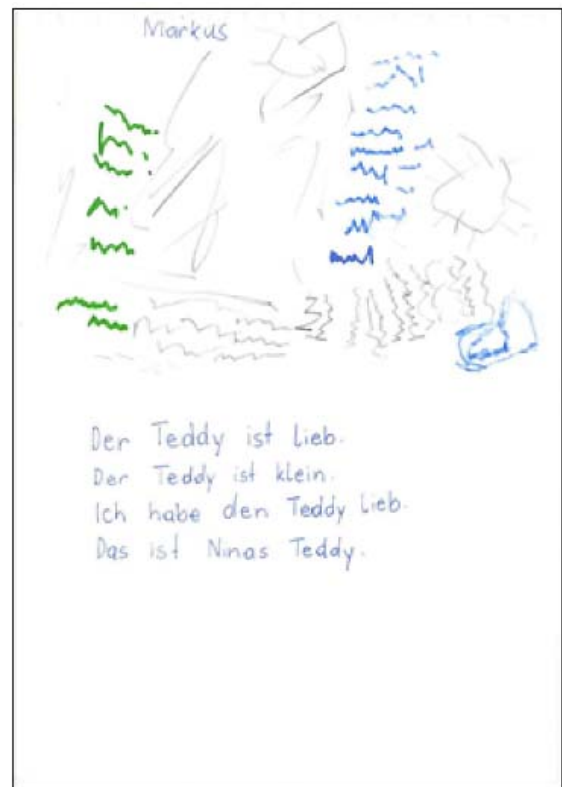 Markus
Der Teddy ist lieb.
Der Teddy ist klein.
Ich habe den Teddy lieb.
Das ist Ninas Teddy.